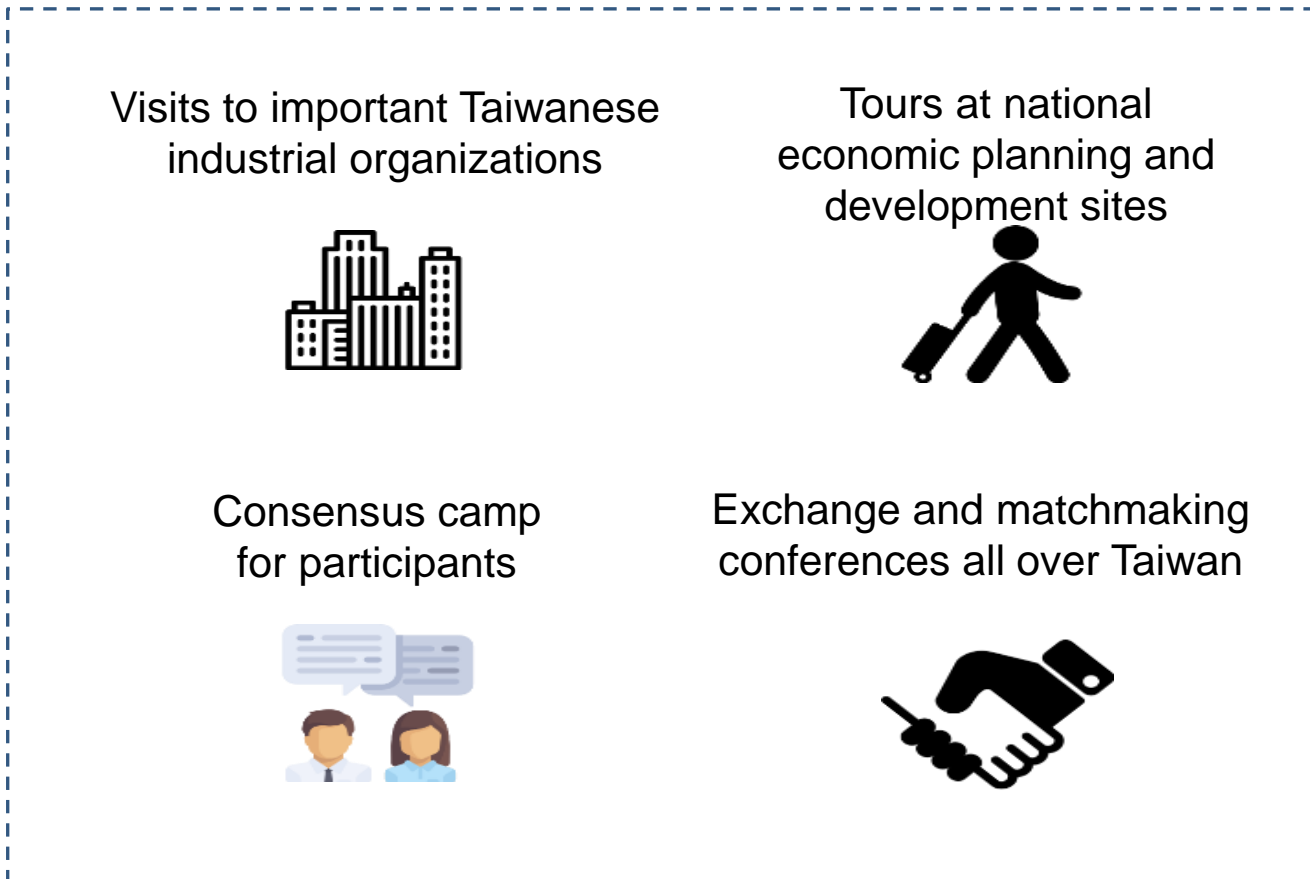 Visits to important Taiwanese
industrial organizations
Tours at national
economic planning and
development sites
Consensus camp
for participants
Exchange and matchmaking
conferences all over Taiwan